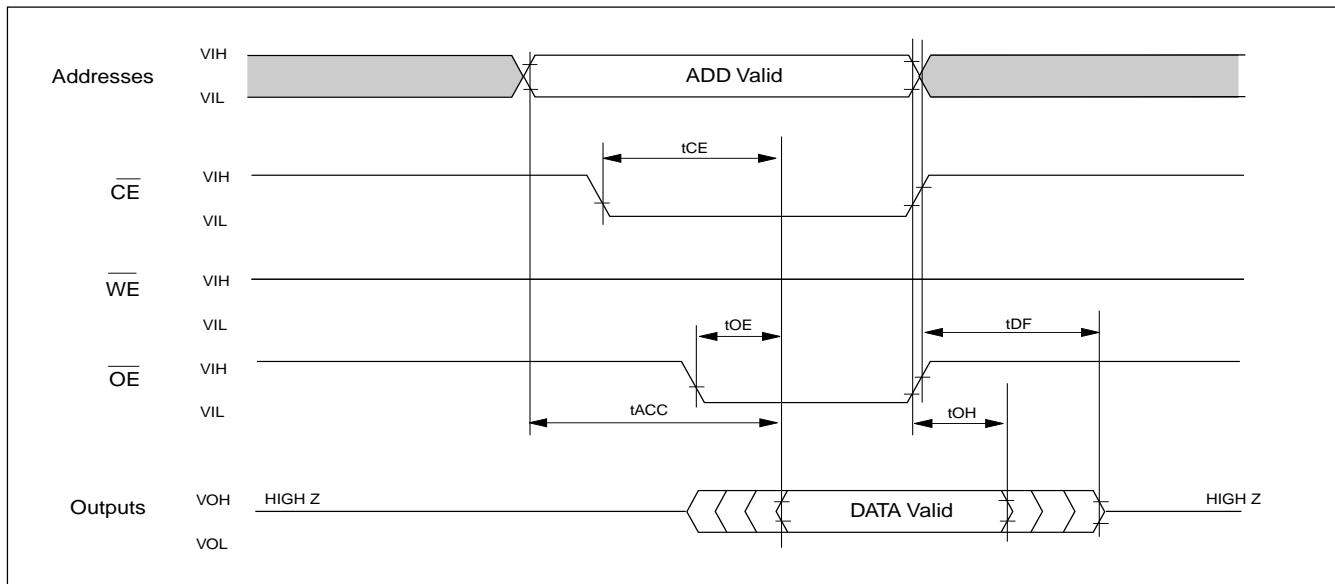 VIH
Addresses
ADD Valid
VIL
tCE
VIH
CE
VIL
WE
VIH
VIL
tOE
tDF
VIH
OE
VIL
tACC
tOH
VOH
HIGH Z
HIGH Z
Outputs
DATA Valid
VOL